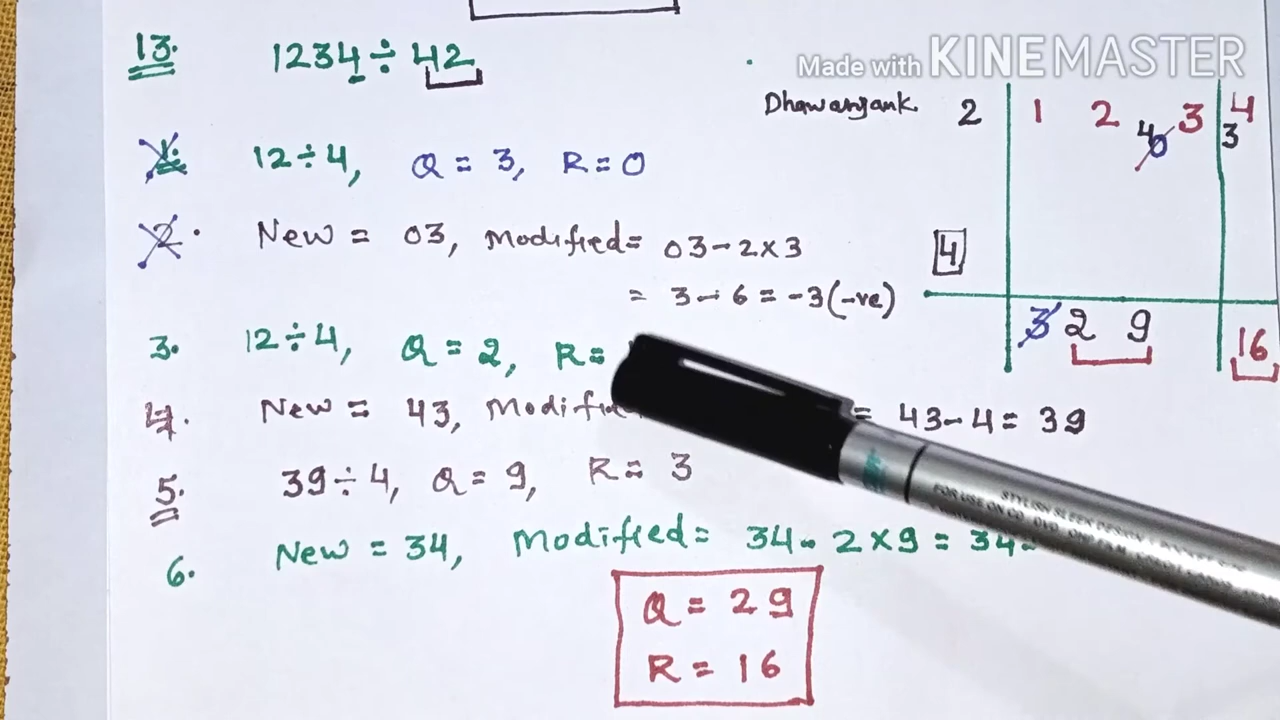 13. 1234 ÷ 42
Made with KINEMASTER
Dhwanjank. 2 1 2 3 4
4 0 3
1. 12 ÷ 4, Q = 3, R = 0
2. New = 03, Modified = 03 - 2 × 3
= 3 - 6 = -3 (-ve)
4
3 2 9 16
3. 12 ÷ 4, Q = 2, R =
4. New = 43, = 43 - 4 = 39
5. 39 ÷ 4, Q = 9, R = 3
6. New = 34, Modified = 34 - 2 × 9 = 34 -
Q = 29
R = 16